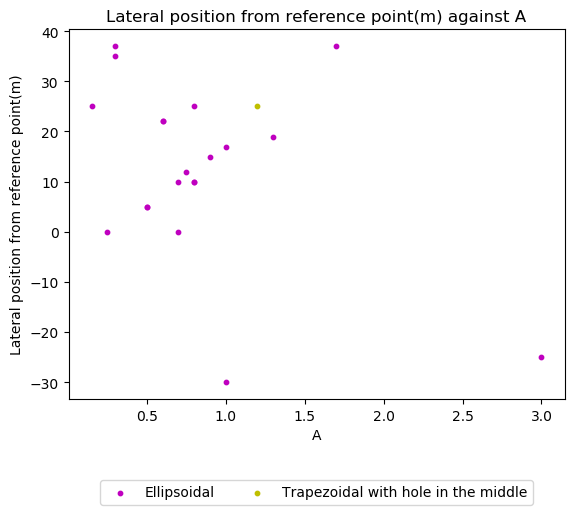 Lateral position from reference point(m) against A
Lateral position from reference point(m)
40
30
20
10
0
−10
−20
−30
0.5 1.0 1.5 2.0 2.5 3.0
A
Ellipsoidal Trapezoidal with hole in the middle